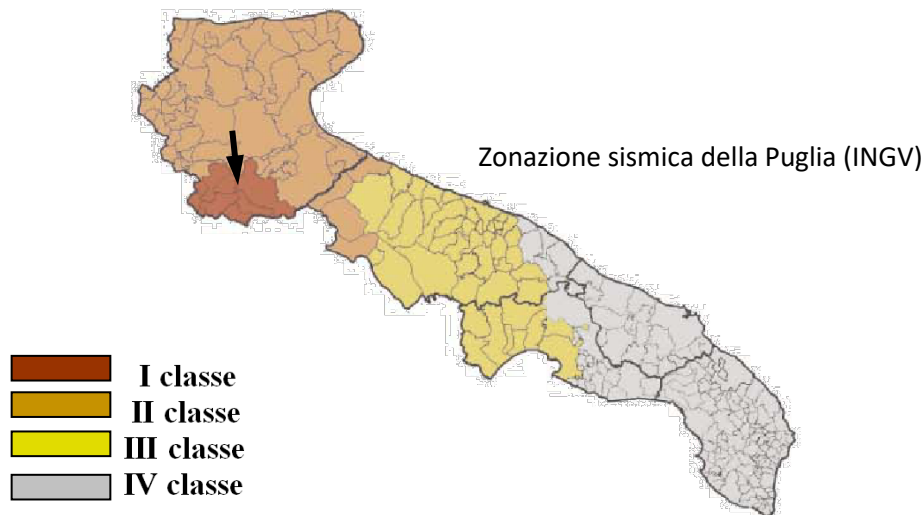 Zonazione sismica della Puglia (INGV)
I classe
II classe
III classe
IV classe